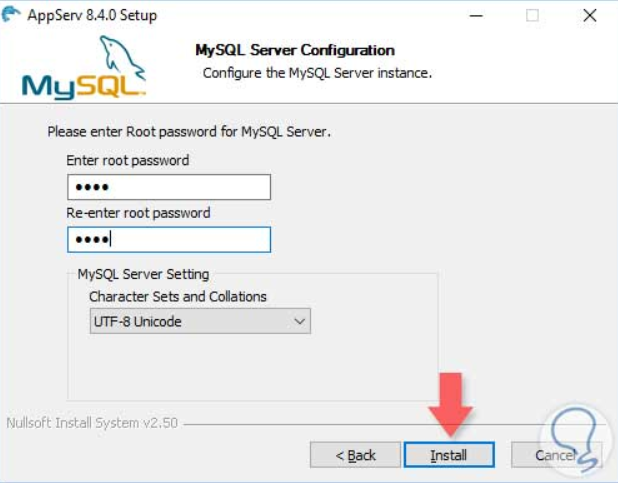 AppServ 8.4.0 Setup
MySQL
MySQL Server Configuration
Configure the MySQL Server instance.
Please enter Root password for MySQL Server.
Enter root password
••••
Re-enter root password
••••
MySQL Server Setting
Character Sets and Collations
UTF-8 Unicode
Nullsoft Install System v2.50
< Back
Install
Cancel